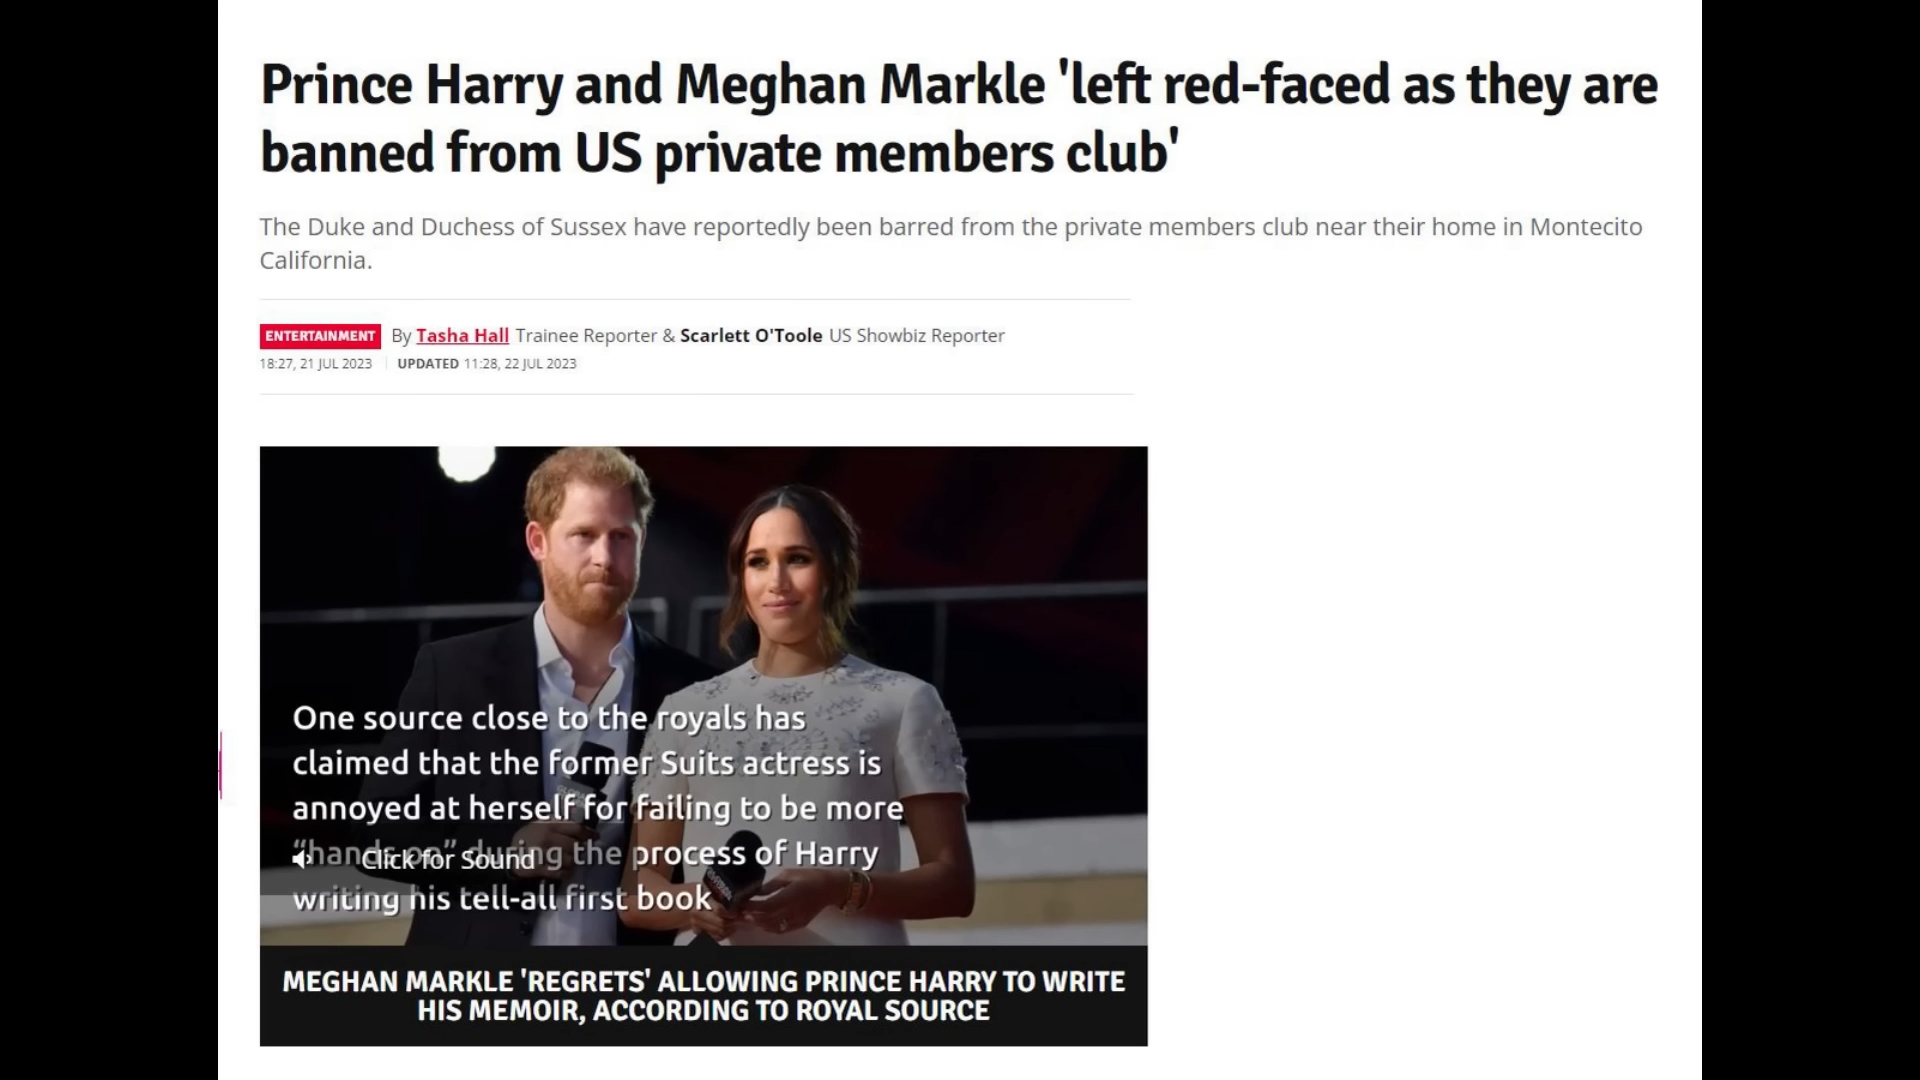 Prince Harry and Meghan Markle 'left red-faced as they are
banned from US private members club'
The Duke and Duchess of Sussex have reportedly been barred from the private members club near their home in Montecito
California.
ENTERTAINMENT By Tasha Hall Trainee Reporter & Scarlett O'Toole US Showbiz Reporter
18:27, 21 JUL 2023 UPDATED 11:28, 22 JUL 2023
One source close to the royals has
claimed that the former Suits actress is
annoyed at herself for failing to be more
“hands on” during the process of Harry
Click for Sound
writing his tell-all first book
MEGHAN MARKLE 'REGRETS' ALLOWING PRINCE HARRY TO WRITE
HIS MEMOIR, ACCORDING TO ROYAL SOURCE